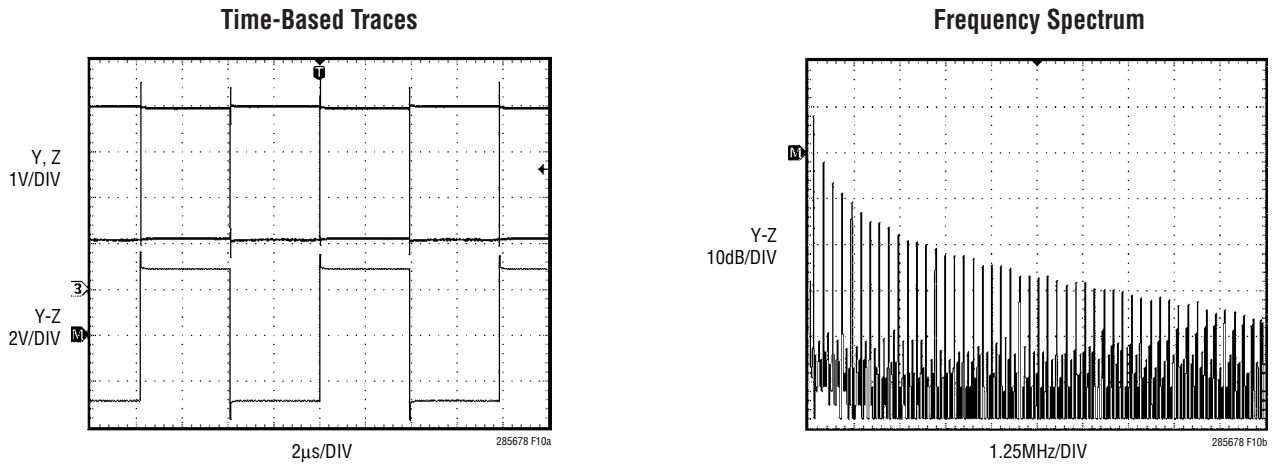 Time-Based Traces
T
Y, Z
1V/DIV
3
Y-Z
2V/DIV
M
2µs/DIV
285678 F10a
Frequency Spectrum
M
Y-Z
10dB/DIV
1.25MHz/DIV
285678 F10b